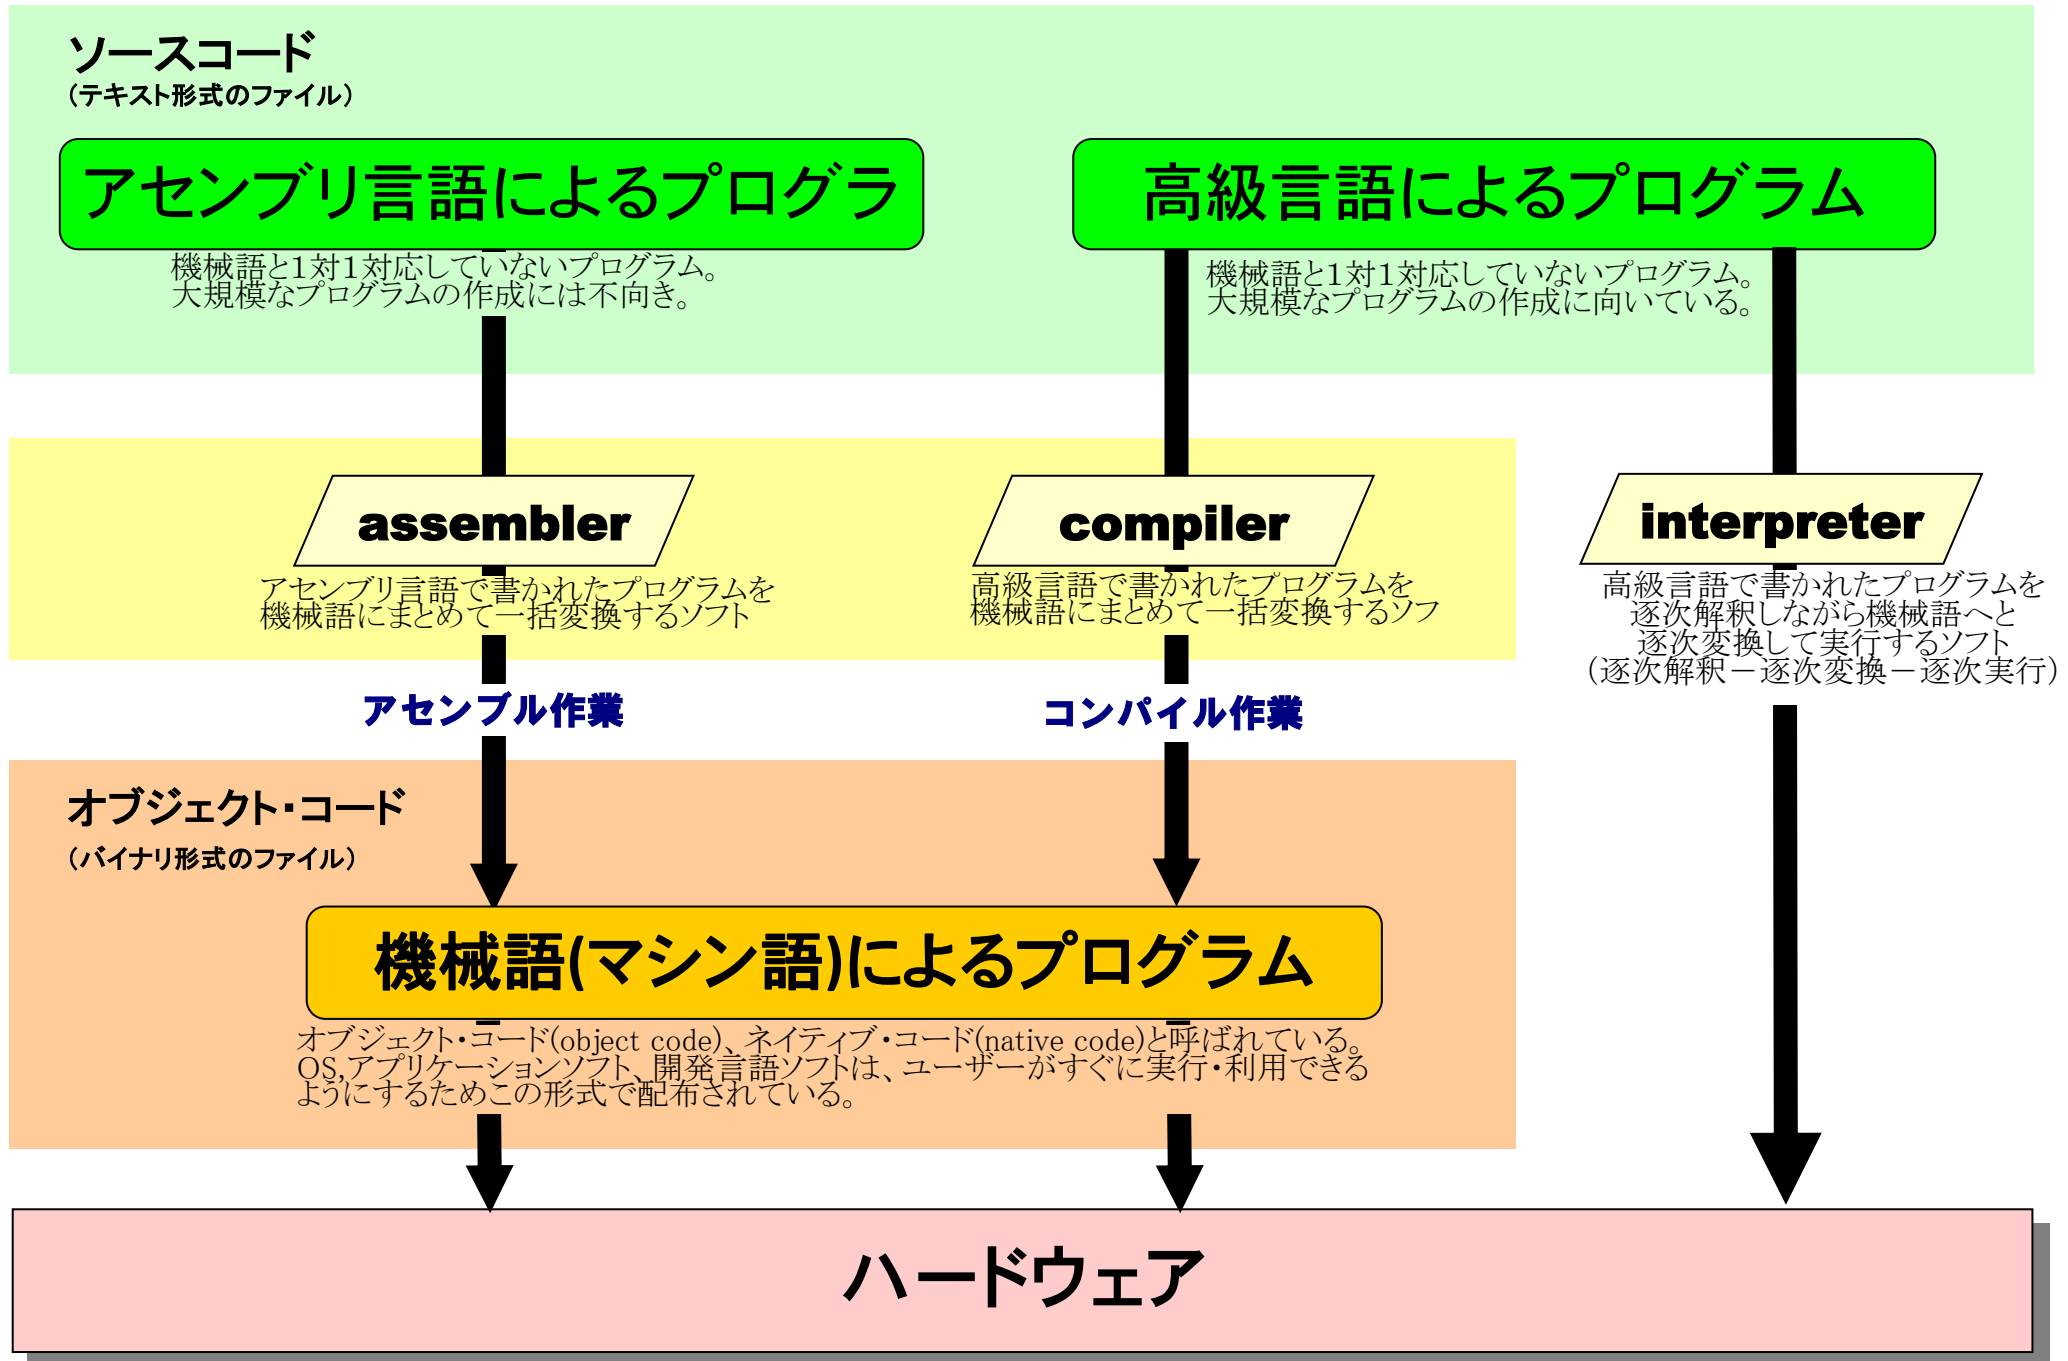 ソースコード
（テキスト形式のファイル）
アセンブリ言語によるプログラ
高級言語によるプログラム
機械語と１対１対応していないプログラム。
大規模なプログラムの作成には不向き。
機械語と１対１対応していないプログラム。
大規模なプログラムの作成に向いている。
assembler
compiler
interpreter
アセンブリ言語で書かれたプログラムを
機械語にまとめて一括変換するソフト
高級言語で書かれたプログラムを
機械語にまとめて一括変換するソフ
高級言語で書かれたプログラムを
逐次解釈しながら機械語へと
逐次変換して実行するソフト
（逐次解釈－逐次変換－逐次実行）
アセンブル作業
コンパイル作業
オブジェクト・コード
（バイナリ形式のファイル）
機械語(マシン語)によるプログラム
オブジェクト・コード(object code)、ネイティブ・コード(native code)と呼ばれている。
OS,アプリケーションソフト、開発言語ソフトは、ユーザーがすぐに実行・利用できる
ようにするためこの形式で配布されている。
ハードウェア